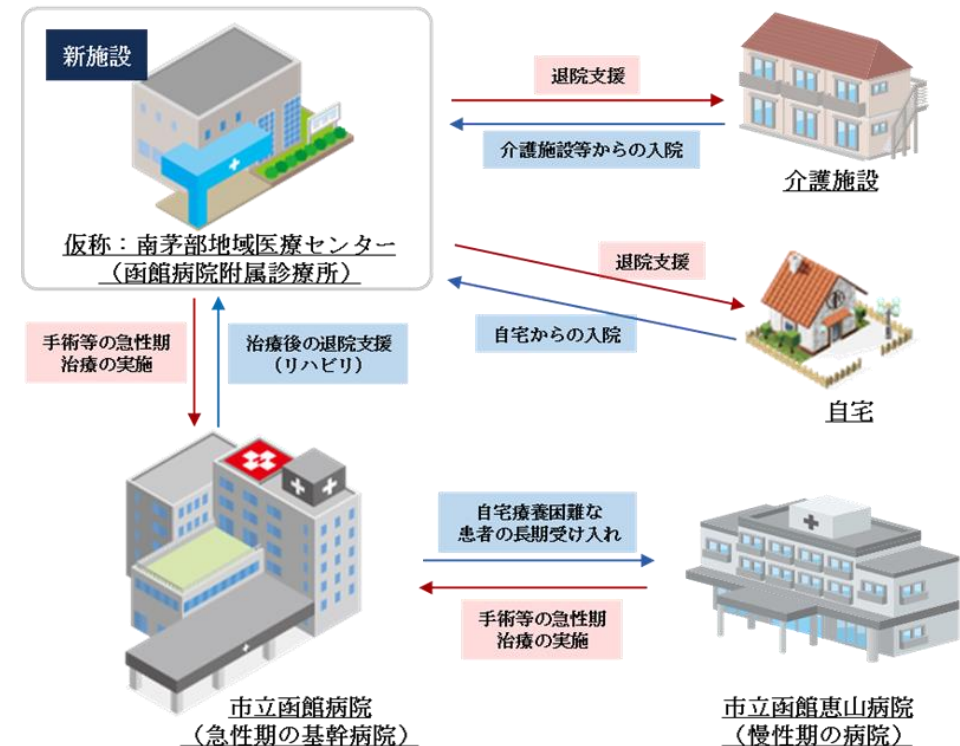 新施設
仮称:南茅部地域医療センター
(函館病院附属診療所)
退院支援
介護施設等からの入院
介護施設
退院支援
自宅からの入院
自宅
手術等の急性期
治療の実施
治療後の退院支援
(リハビリ)
自宅療養困難な
患者の長期受け入れ
手術等の急性期
治療の実施
市立函館病院
(急性期の基幹病院)
市立函館恵山病院
(慢性期の病院)